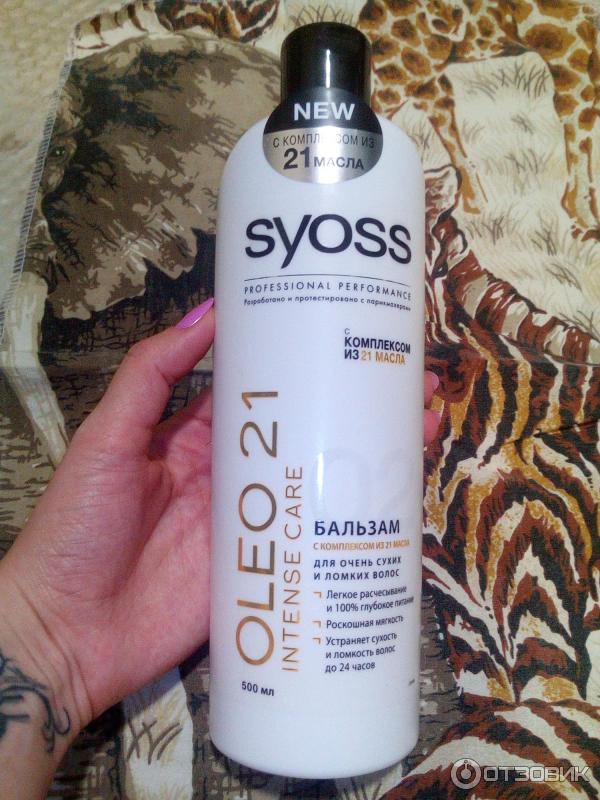 NEW
С КОМПЛЕКСОМ ИЗ
21 МАСЛА
syoss
PROFESSIONAL PERFORMANCE
Разработано и протестировано с парикмахерами
С
КОМПЛЕКСОМ
ИЗ 21 МАСЛА
OLEO 21
INTENSE CARE
02
БАЛЬЗАМ
С КОМПЛЕКСОМ ИЗ 21 МАСЛА
ДЛЯ ОЧЕНЬ СУХИХ
И ЛОМКИХ ВОЛОС
Легкое расчесывание
и 100% глубокое питание
Роскошная мягкость
Устраняет сухость
и ломкость волос
до 24 часов
500 мл
ОТЗОВИК